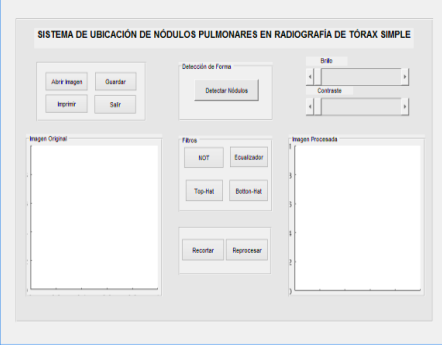 SISTEMA DE UBICACIÓN DE NÓDULOS PULMONARES EN RADIOGRAFÍA DE TÓRAX SIMPLE
Abrir Imagen
Guardar
Imprimir
Salir
Detección de Forma
Detectar Nódulos
Brillo
Contraste
Imagen Original
Filtros
NOT
Ecualizador
Top-Hat
Botton-Hat
Recortar
Reprocesar
Imagen Procesada